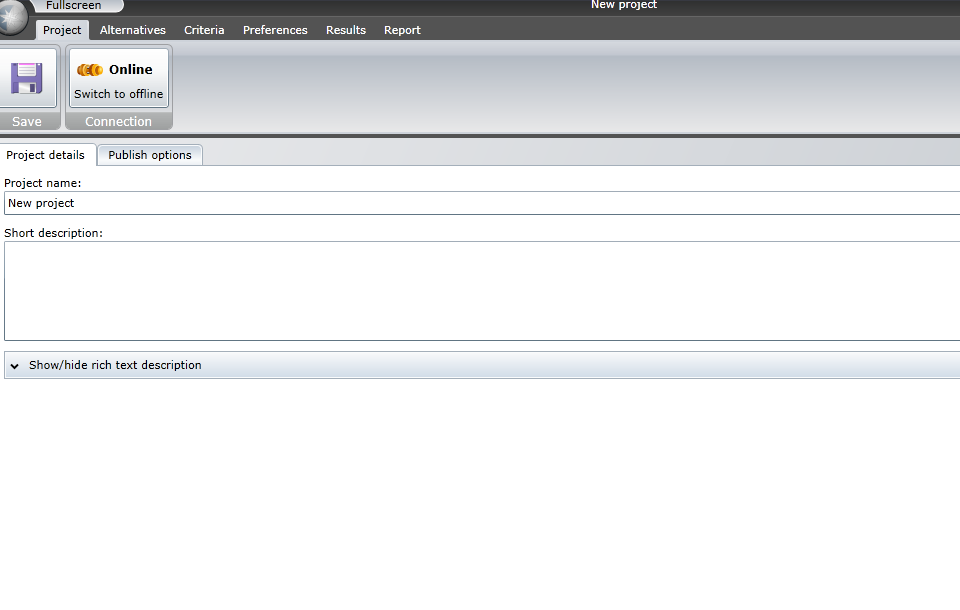 Fullscreen
New project
Project Alternatives Criteria Preferences Results Report
Online
Switch to offline
Save
Connection
Project details
Publish options
Project name:
New project
Short description:
Show/hide rich text description